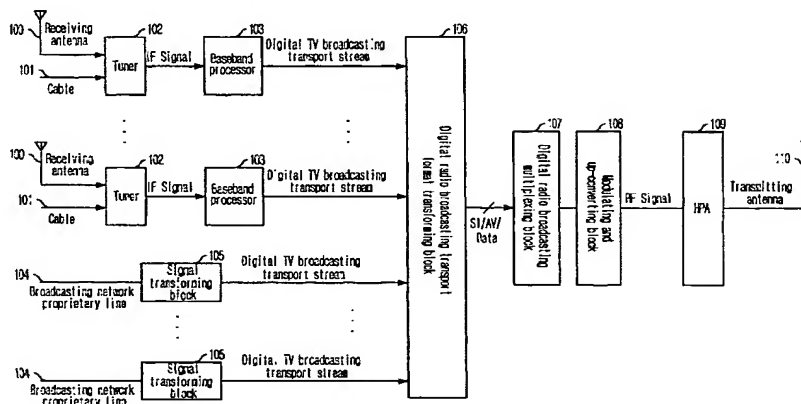 100
Receiving
antenna
101
Cable
102
Tuner
IF Signal
103
Baseband
processor
Digital TV broadcasting
transport stream
106
Digital radio broadcasting transport
format transforming block
100
Receiving
antenna
101
Cable
102
Tuner
IF Signal
103
Baseband
processor
Digital TV broadcasting
transport stream
SI/AV/
Data
107
Digital radio broadcasting
multiplexing block
108
Modulating and
up-converting block
RF Signal
109
HPA
110
Transmitting
antenna
104
Broadcasting network
proprietary line
105
Signal
transforming
block
Digital TV broadcasting
transport stream
104
Broadcasting network
proprietary line
105
Signal
transforming
block
Digital TV broadcasting
transport stream